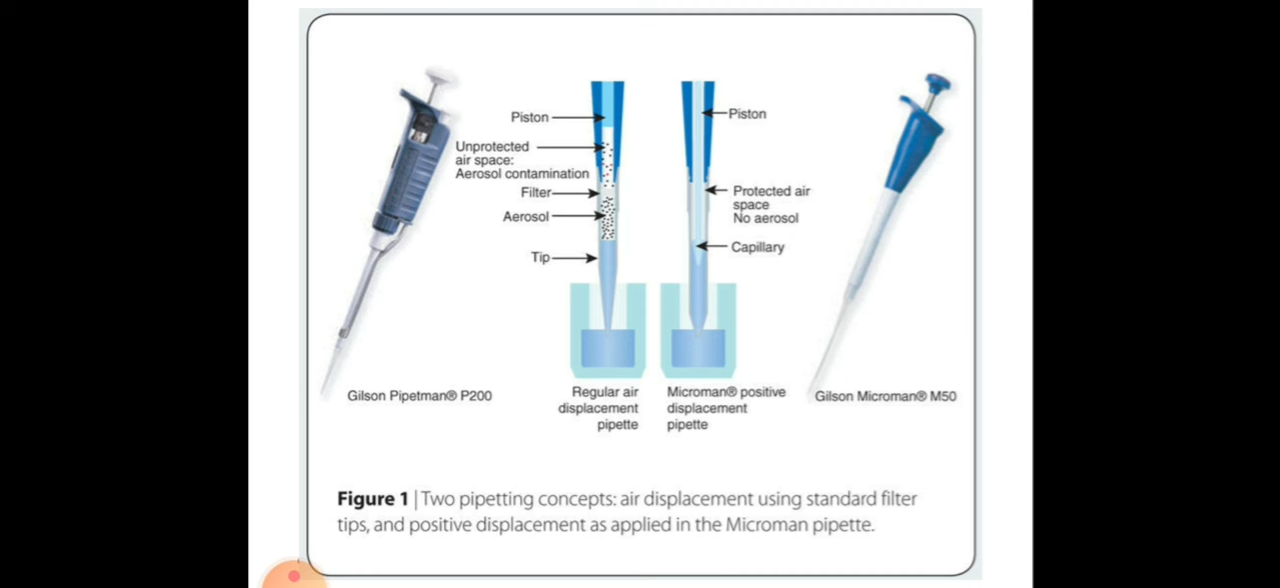 Piston
Unprotected
air space:
Aerosol contamination
Filter
Aerosol
Tip
Piston
Protected air
space
No aerosol
Capillary
Gilson Pipetman® P200
Regular air
displacement
pipette
Microman® positive
displacement
pipette
Gilson Microman® M50
Figure 1 | Two pipetting concepts: air displacement using standard filter
tips, and positive displacement as applied in the Microman pipette.